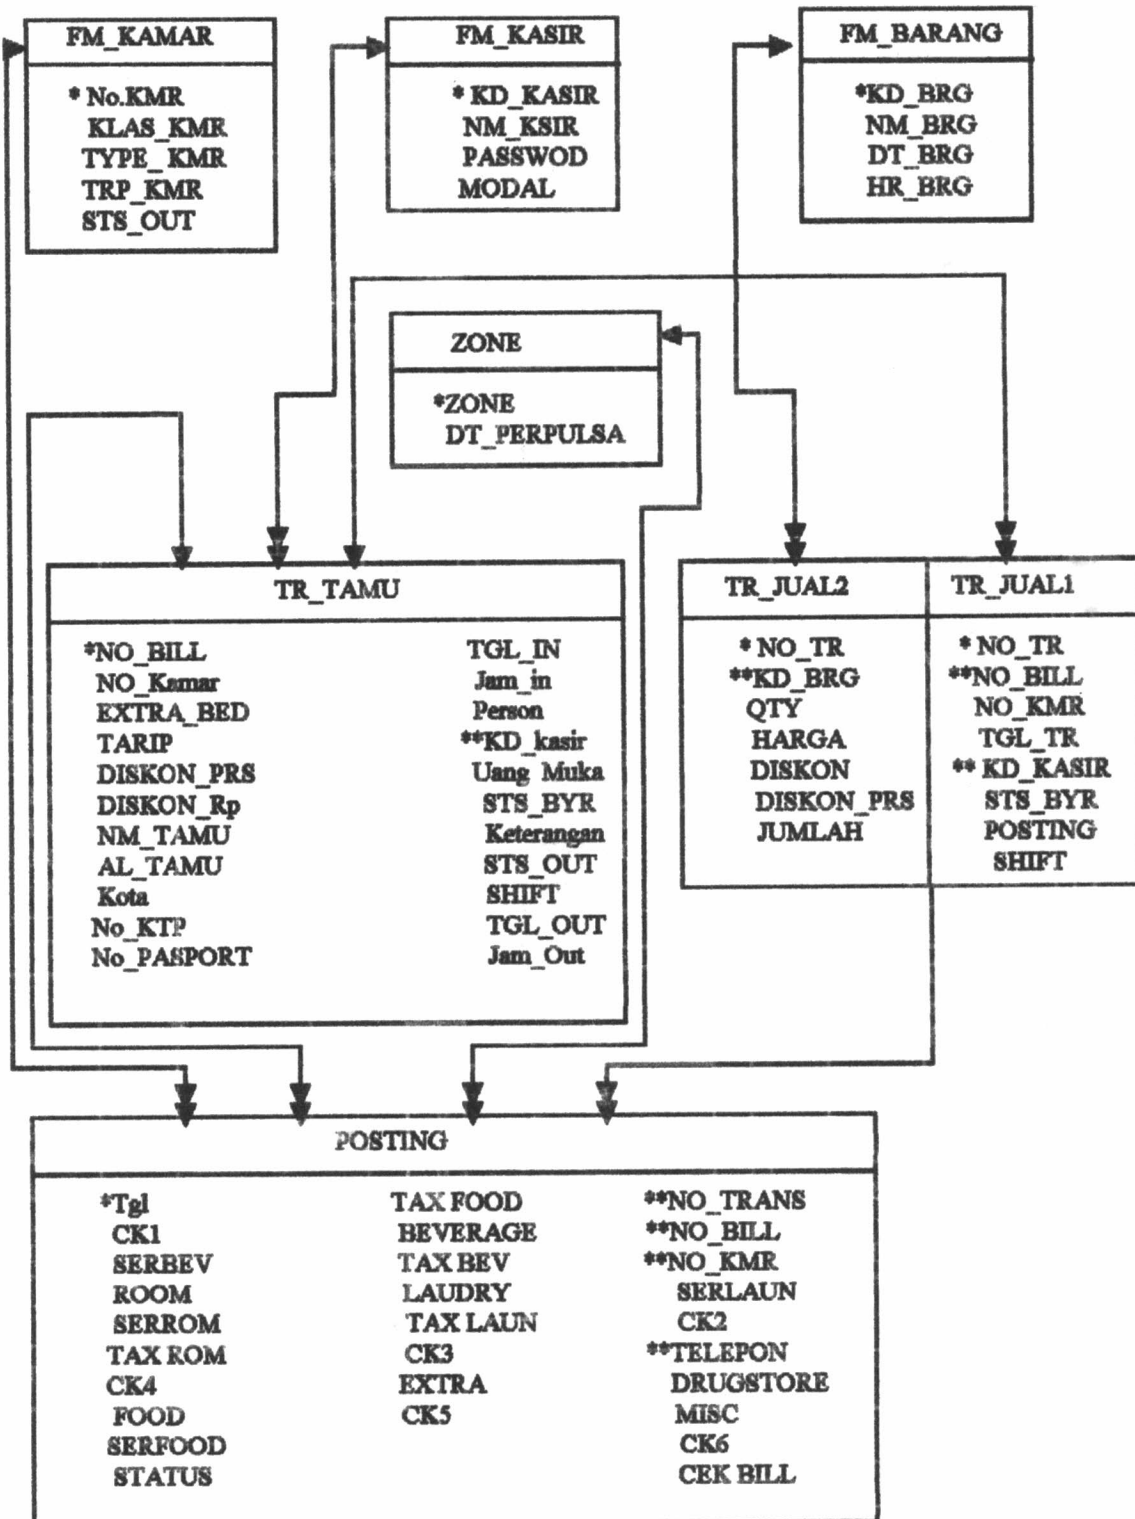 FM_KAMAR
* No.KMR
KLAS_KMR
TYPE_ KMR
TRP_KMR
STS_OUT
FM_KASIR
* KD_KASIR
NM_KSIR
PASSWOD
MODAL
FM_BARANG
*KD_BRG
NM_BRG
DT_BRG
HR_BRG
ZONE
*ZONE
DT_PERPULSA
TR_TAMU
*NO_BILL
NO_Kamar
EXTRA_BED
TARIP
DISKON_PRS
DISKON_Rp
NM_TAMU
AL_TAMU
Kota
No_KTP
No_PASPORT
TGL_IN
Jam_in
Person
**KD_kasir
Uang_Muka
STS_BYR
Keterangan
STS_OUT
SHIFT
TGL_OUT
Jam_Out
TR_JUAL2
* NO_TR
**KD_BRG
QTY
HARGA
DISKON
DISKON_PRS
JUMLAH
TR_JUAL1
* NO_TR
**NO_BILL
NO_KMR
TGL_TR
** KD_KASIR
STS_BYR
POSTING
SHIFT
POSTING
*Tgl
CK1
SERBEV
ROOM
SERROM
TAX ROM
CK4
FOOD
SERFOOD
STATUS
TAX FOOD
BEVERAGE
TAX BEV
LAUDRY
TAX LAUN
CK3
EXTRA
CK5
**NO_TRANS
**NO_BILL
**NO_KMR
SERLAUN
CK2
**TELEPON
DRUGSTORE
MISC
CK6
CEK BILL